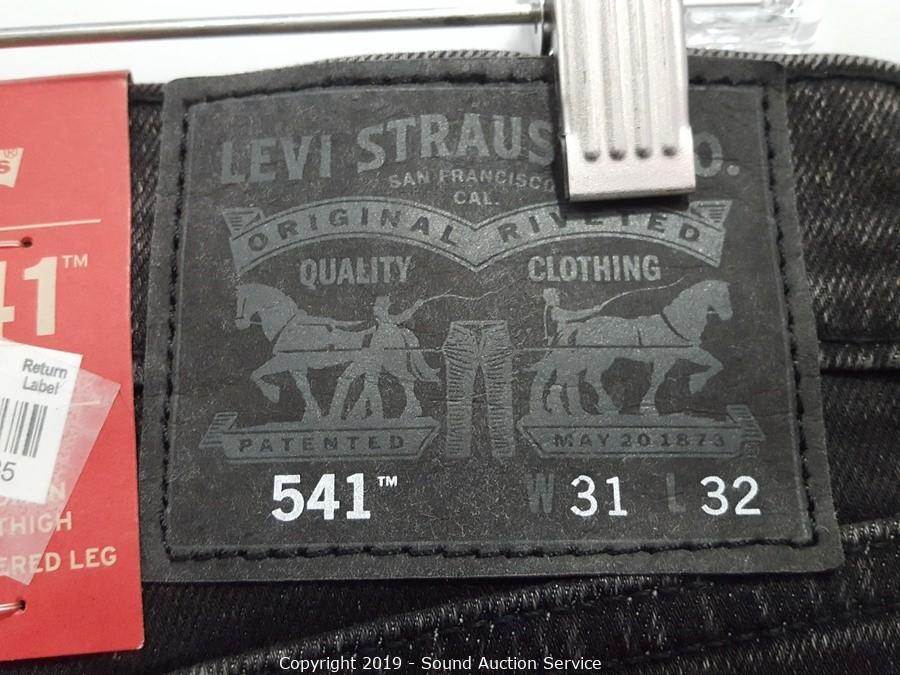 LEVI STRAUS O.
SAN FRANCISCO
CAL.
ORIGINAL RIVETED
QUALITY CLOTHING
PATENTED MAY 20 1873
541™ W 31 L 32
S®
41™
Return
Label
THIGH
ERED LEG
Copyright 2019 - Sound Auction Service